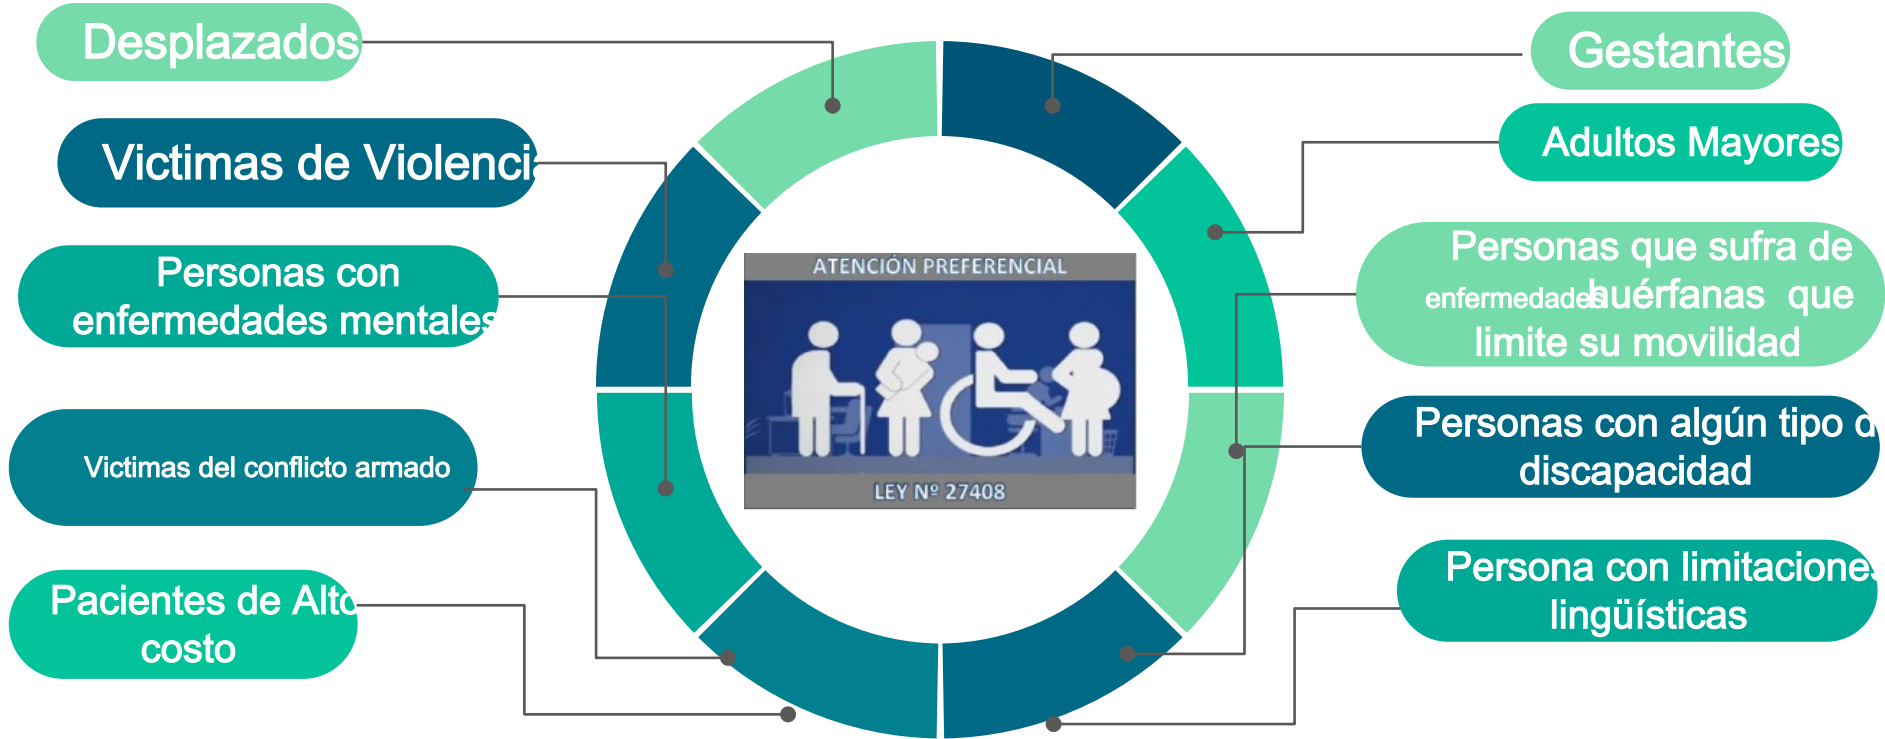 Desplazados
Victimas de Violencia
Personas con
enfermedades mentales
Victimas del conflicto armado
Pacientes de Alto
costo
ATENCIÓN PREFERENCIAL
LEY Nº 27408
Gestantes
Adultos Mayores
Personas que sufra de
enfermedades huérfanas que
limite su movilidad
Personas con algún tipo d
discapacidad
Persona con limitaciones
lingüísticas